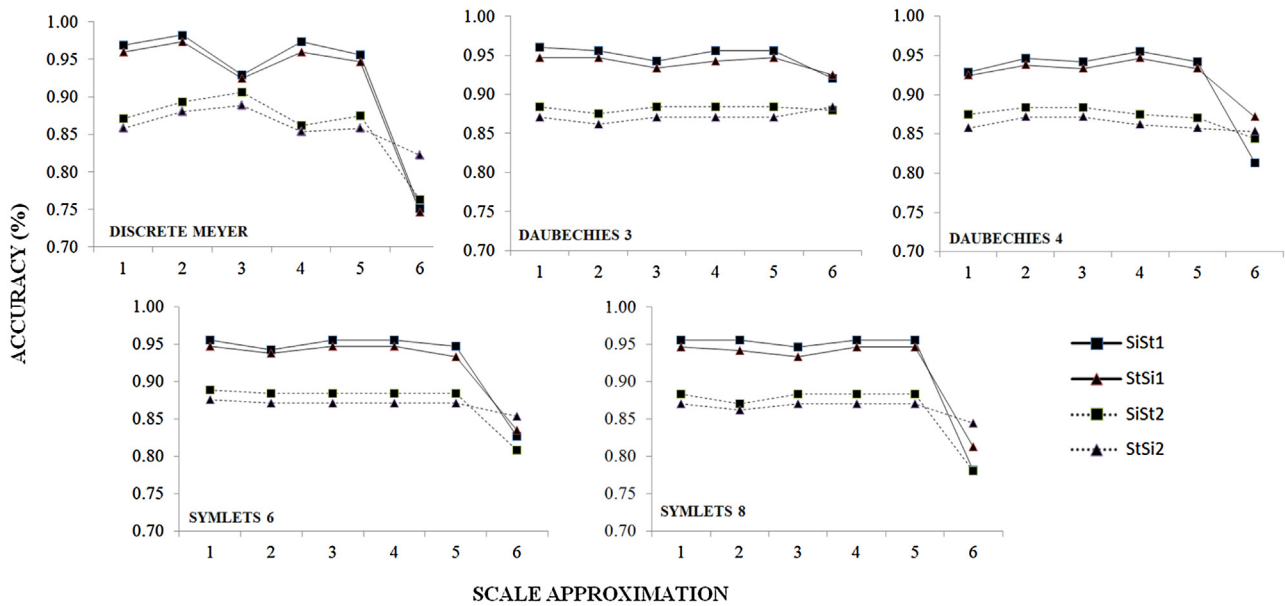 ACCURACY (%)
1.00
0.95
0.90
0.85
0.80
0.75
0.70
DISCRETE MEYER
1 2 3 4 5 6
1.00
0.95
0.90
0.85
0.80
0.75
0.70
DAUBECHIES 3
1 2 3 4 5 6
1.00
0.95
0.90
0.85
0.80
0.75
0.70
DAUBECHIES 4
1 2 3 4 5 6
1.00
0.95
0.90
0.85
0.80
0.75
0.70
SYMLETS 6
1 2 3 4 5 6
1.00
0.95
0.90
0.85
0.80
0.75
0.70
SYMLETS 8
1 2 3 4 5 6
SiSt1
StSi1
SiSt2
StSi2
SCALE APPROXIMATION